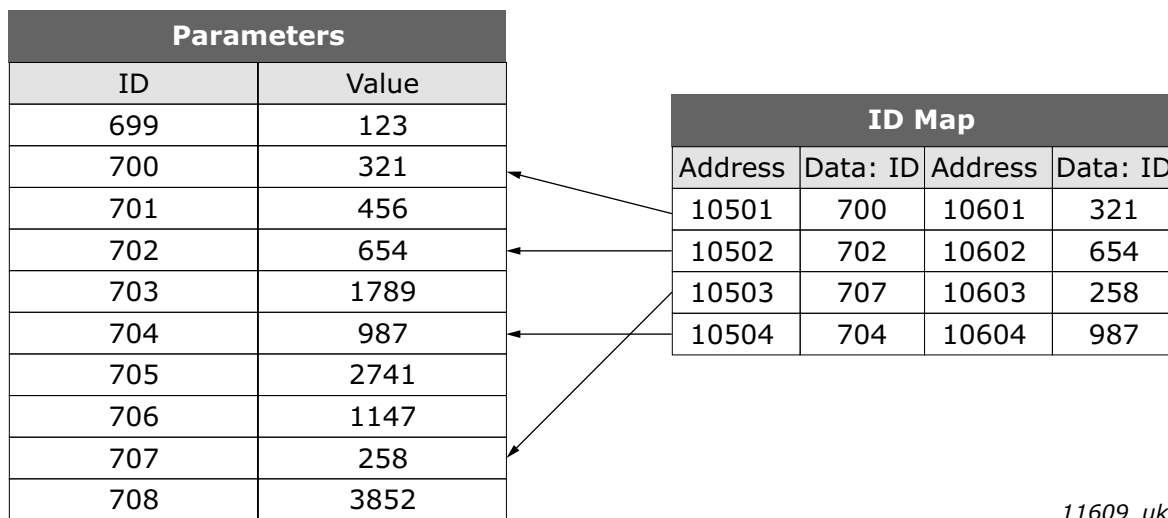 Parameters
ID Value
699 123
700 321
701 456
702 654
703 1789
704 987
705 2741
706 1147
707 258
708 3852
ID Map
Address Data: ID Address Data: ID
10501 700 10601 321
10502 702 10602 654
10503 707 10603 258
10504 704 10604 987
11609_uk